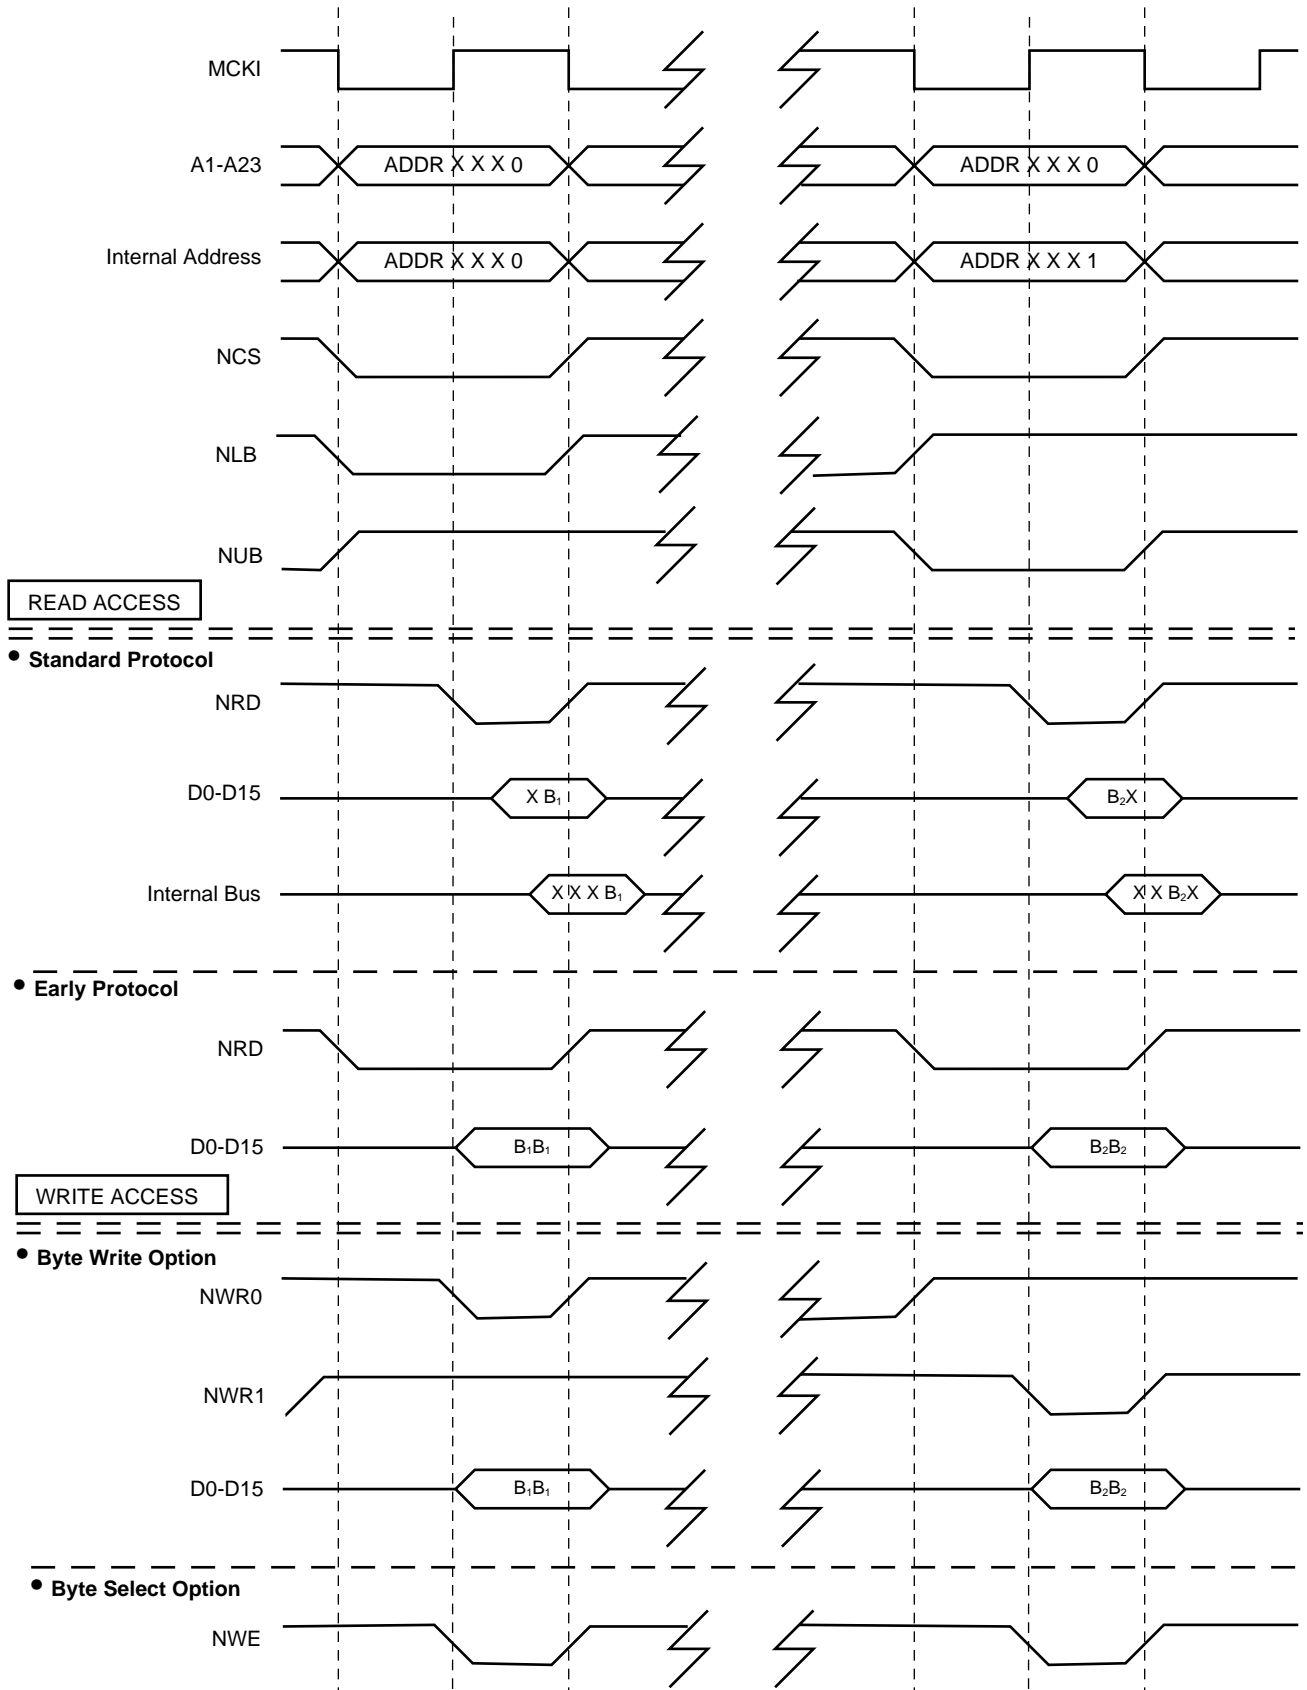 MCKI
A1-A23 ADDR X X X 0 ADDR X X X 0
Internal Address ADDR X X X 0 ADDR X X X 1
NCS
NLB
NUB
READ ACCESS
• Standard Protocol
NRD
D0-D15 X B₁ B₂X
Internal Bus X X X B₁ X X B₂X
• Early Protocol
NRD
D0-D15 B₁B₁ B₂B₂
WRITE ACCESS
• Byte Write Option
NWR0
NWR1
D0-D15 B₁B₁ B₂B₂
• Byte Select Option
NWE